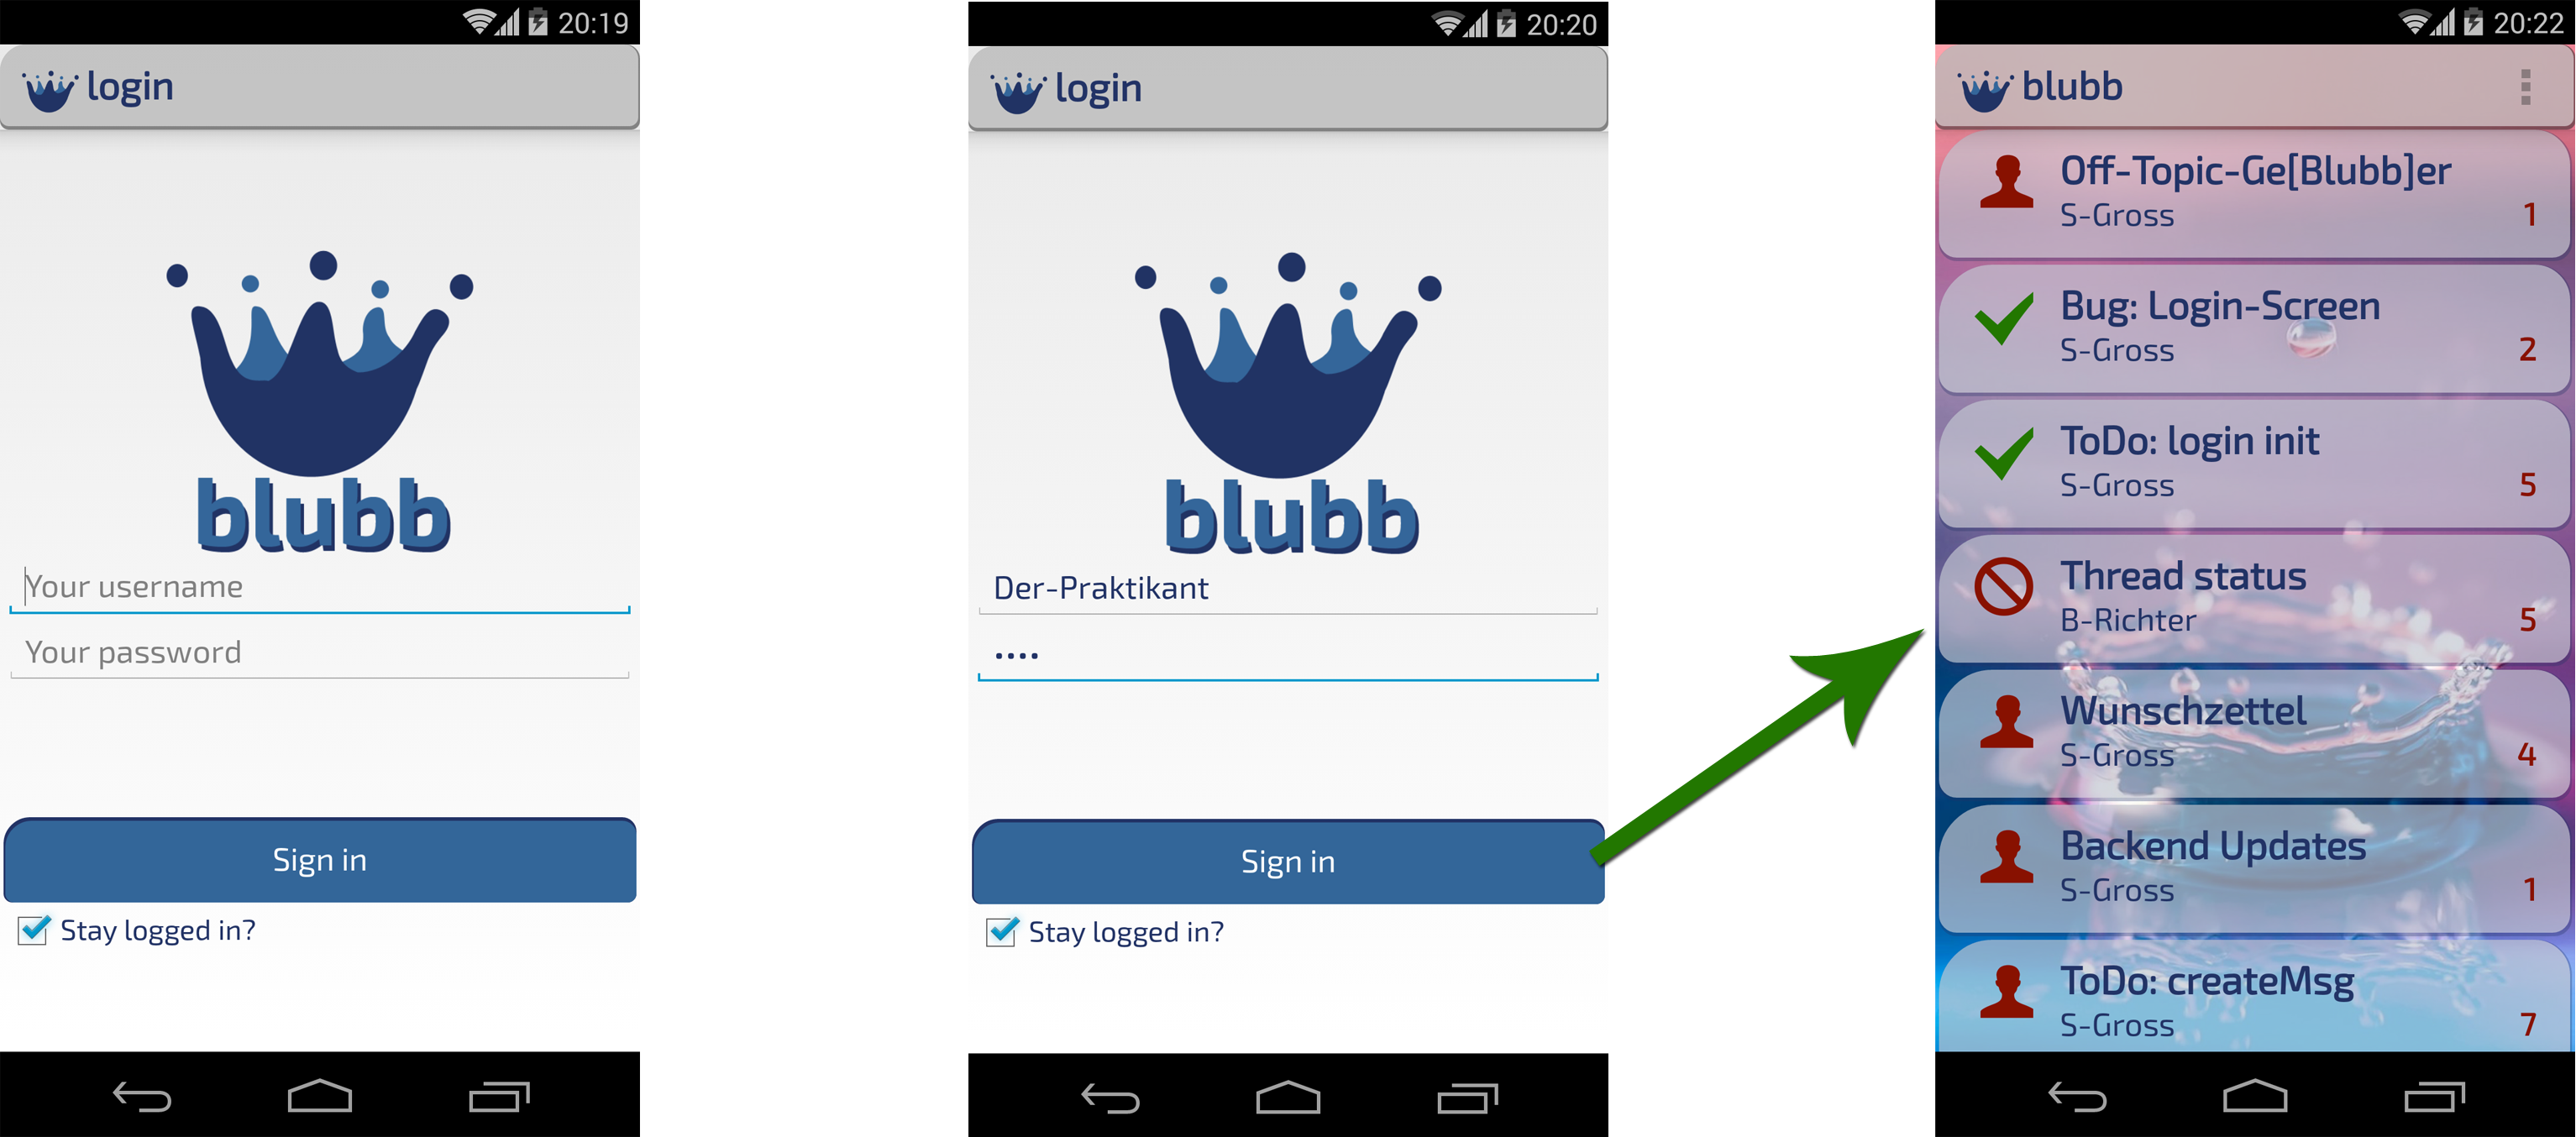 20:19
login
blubb
Your username
Your password
Sign in
Stay logged in?
20:20
login
blubb
Der-Praktikant
••••
Sign in
Stay logged in?
20:22
blubb
Off-Topic-Ge[Blubb]er
S-Gross
1
Bug: Login-Screen
S-Gross
2
ToDo: login init
S-Gross
5
Thread status
B-Richter
5
Wunschzettel
S-Gross
4
Backend Updates
S-Gross
1
ToDo: createMsg
S-Gross
7